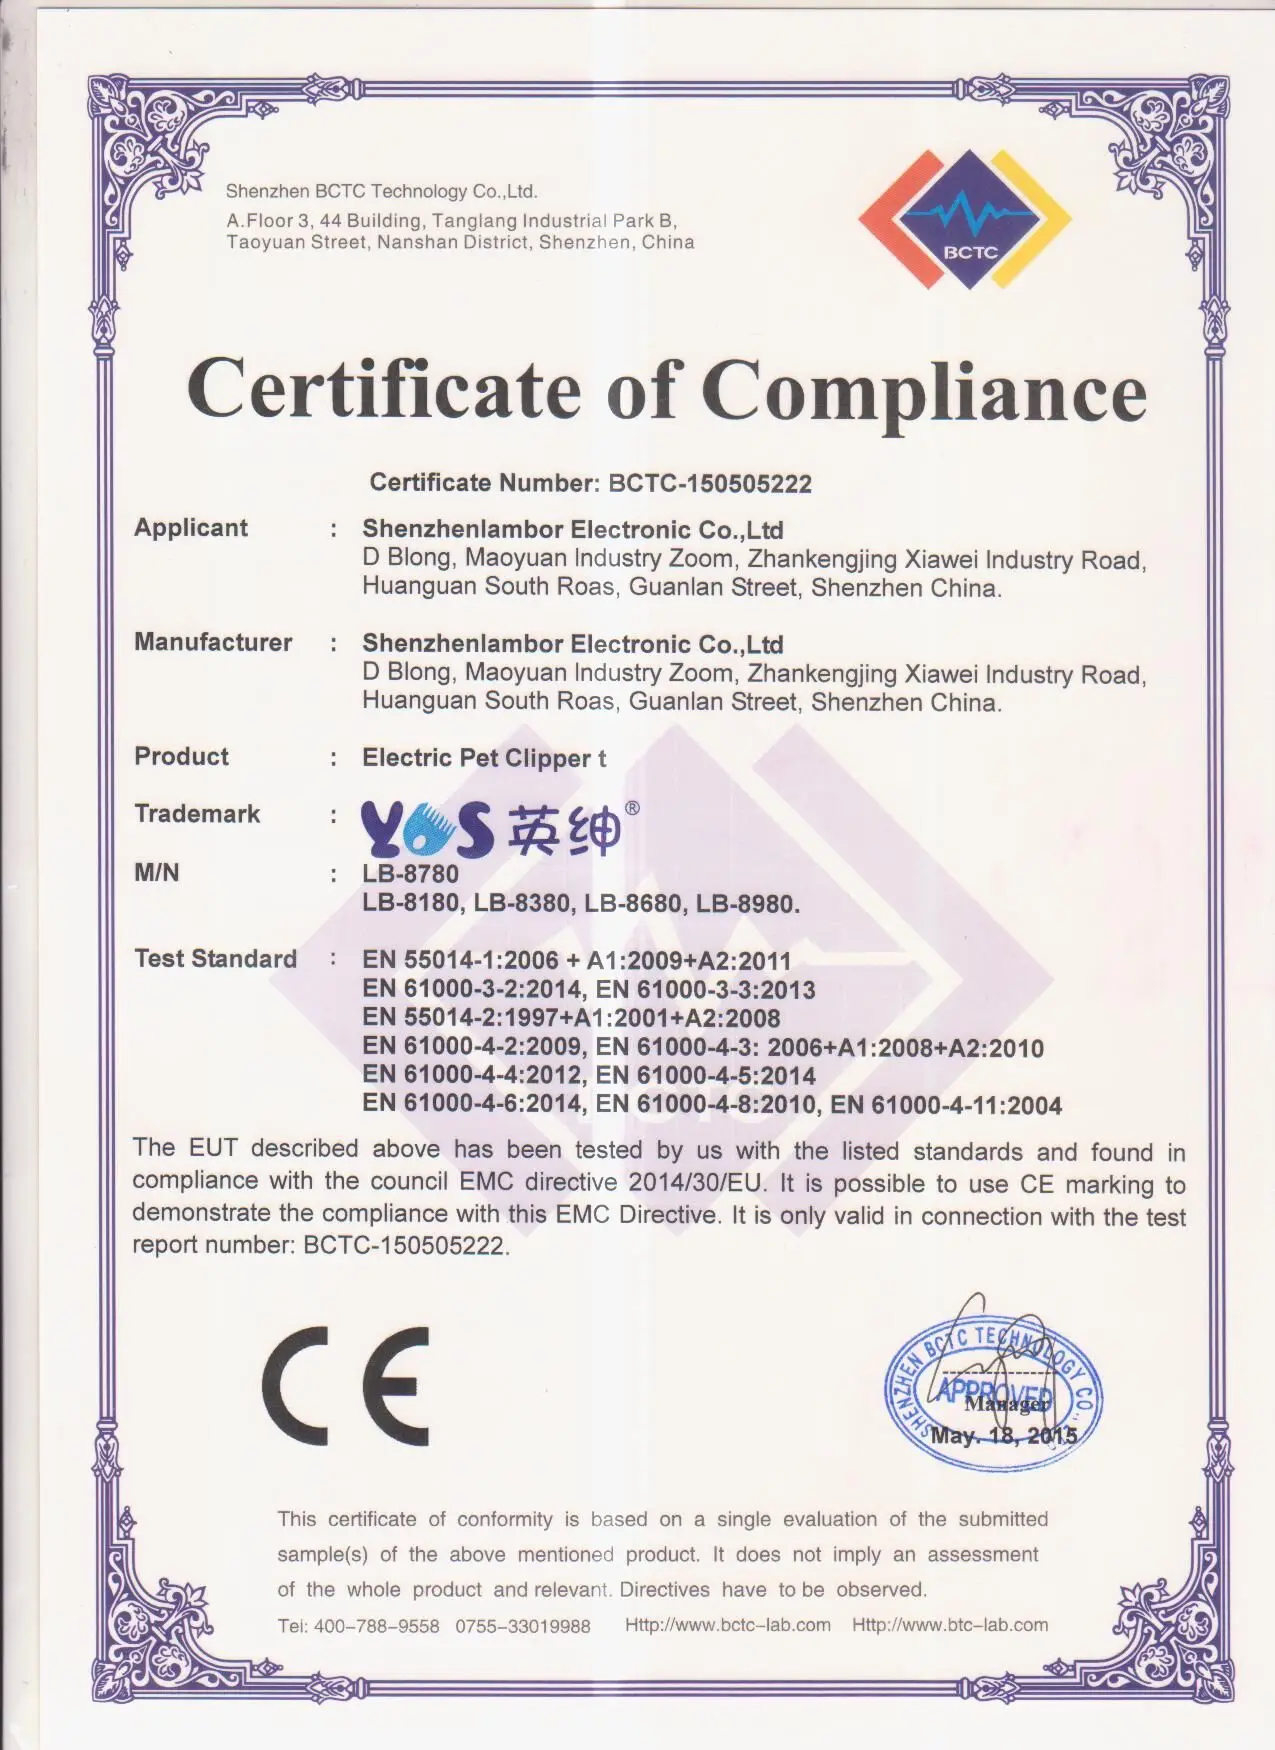 Shenzhen BCTC Technology Co.,Ltd.
A.Floor 3, 44 Building, Tanglang Industrial Park B,
Taoyuan Street, Nanshan District, Shenzhen, China
BCTC
Certificate of Compliance
Certificate Number: BCTC-150505222
Applicant : Shenzhenlambor Electronic Co.,Ltd
D Blong, Maoyuan Industry Zoom, Zhankengjing Xiawei Industry Road,
Huanguan South Roas, Guanlan Street, Shenzhen China.
Manufacturer : Shenzhenlambor Electronic Co.,Ltd
D Blong, Maoyuan Industry Zoom, Zhankengjing Xiawei Industry Road,
Huanguan South Roas, Guanlan Street, Shenzhen China.
Product : Electric Pet Clipper t
Trademark : YOS 英绅®
M/N : LB-8780
LB-8180, LB-8380, LB-8680, LB-8980.
Test Standard : EN 55014-1:2006 + A1:2009+A2:2011
EN 61000-3-2:2014, EN 61000-3-3:2013
EN 55014-2:1997+A1:2001+A2:2008
EN 61000-4-2:2009, EN 61000-4-3: 2006+A1:2008+A2:2010
EN 61000-4-4:2012, EN 61000-4-5:2014
EN 61000-4-6:2014, EN 61000-4-8:2010, EN 61000-4-11:2004
The EUT described above has been tested by us with the listed standards and found in
compliance with the council EMC directive 2014/30/EU. It is possible to use CE marking to
demonstrate the compliance with this EMC Directive. It is only valid in connection with the test
report number: BCTC-150505222.
CE
SHENZHEN BCTC TECHNOLOGY CO.,
APPROVED
Manager
May. 18, 2015
This certificate of conformity is based on a single evaluation of the submitted
sample(s) of the above mentioned product. It does not imply an assessment
of the whole product and relevant. Directives have to be observed.
Tel: 400-788-9558 0755-33019988 Http://www.bctc-lab.com Http://www.btc-lab.com